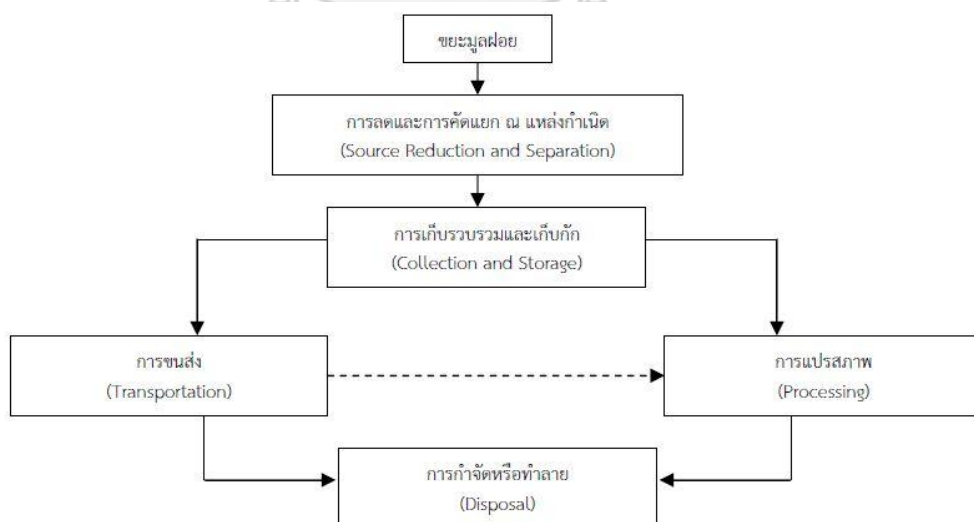 ขยะมูลฝอย
การลดและการคัดแยก ณ แหล่งกำเนิด
(Source Reduction and Separation)
การเก็บรวบรวมและเก็บกัก
(Collection and Storage)
การขนส่ง
(Transportation)
การแปรสภาพ
(Processing)
การกำจัดหรือทำลาย
(Disposal)